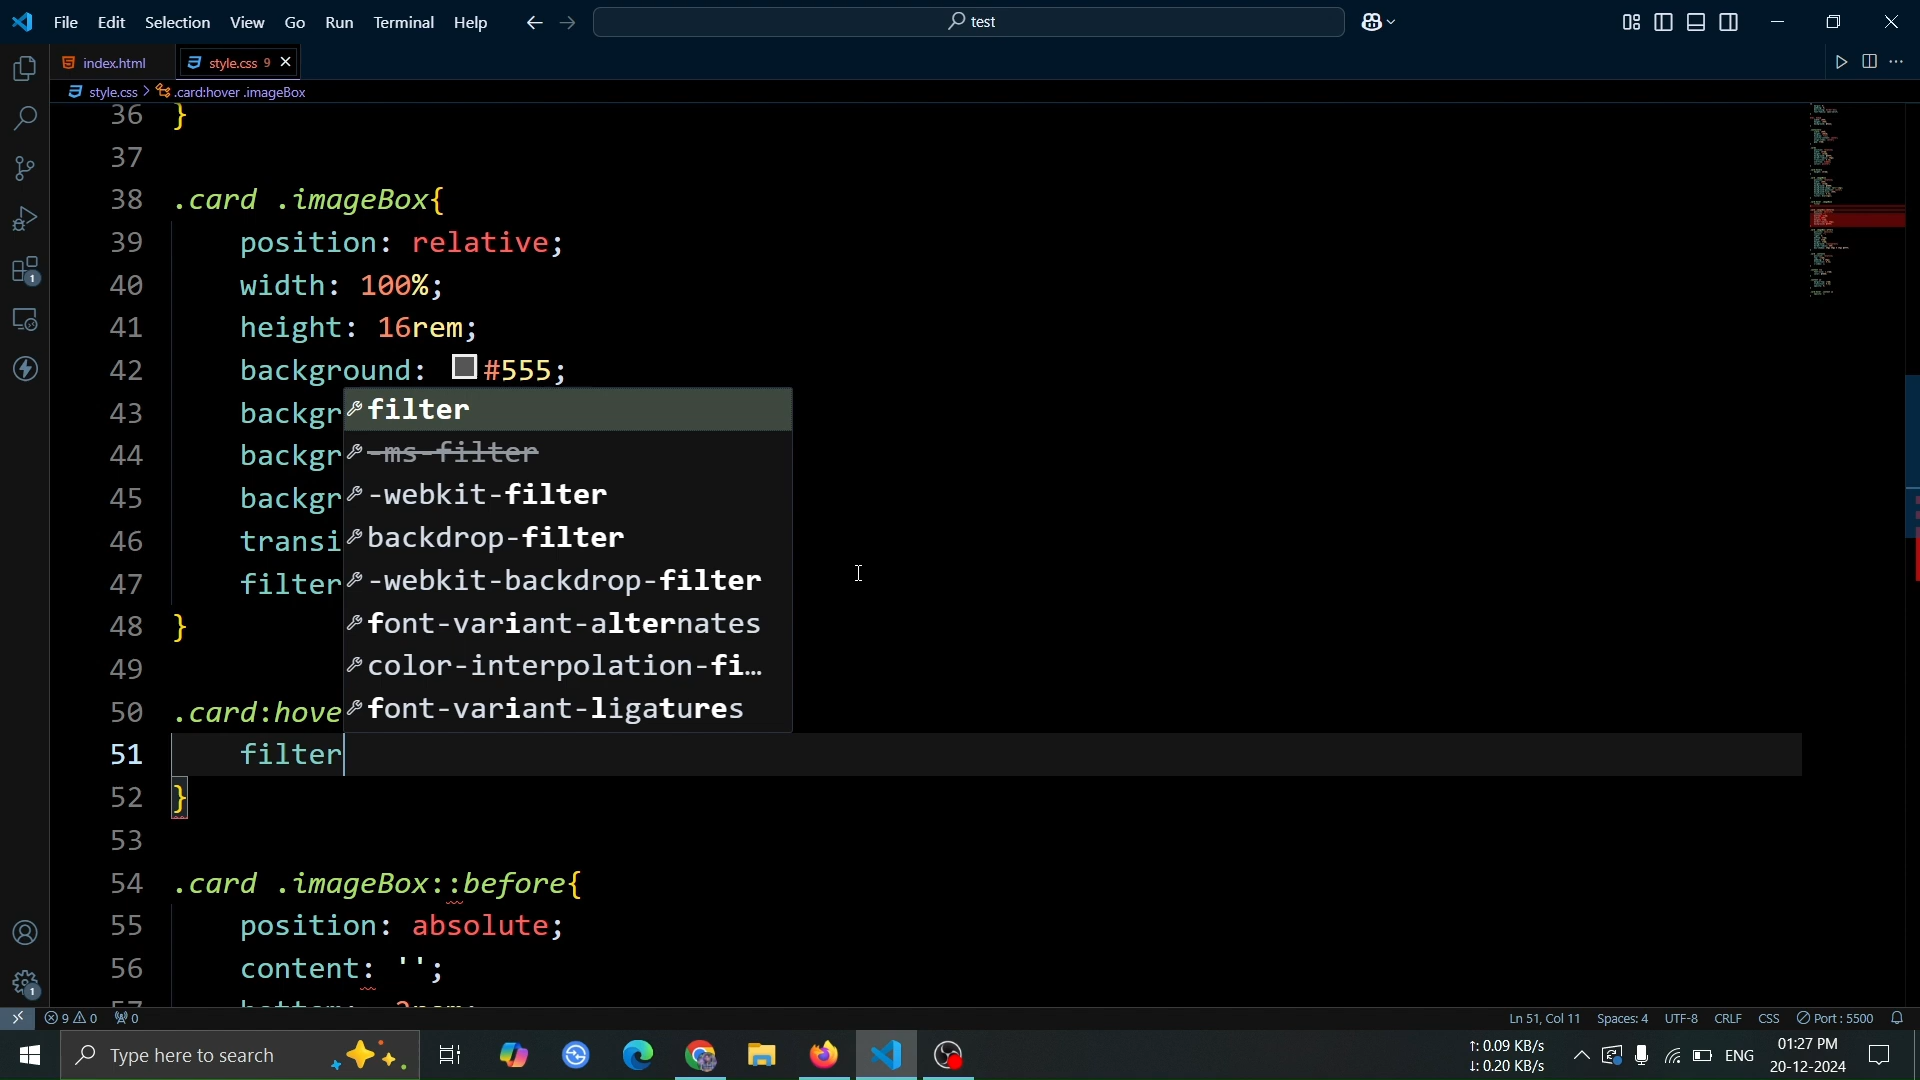 File Edit Selection View Go Run Terminal Help test
index.html style.css 9
style.css > .card:hover .imageBox
36 }
37
38 .card .imageBox{
39 position: relative;
40 width: 100%;
41 height: 16rem;
42 background: #555;
43 backgr
44 backgr
45 backgr
46 transi
47 filter
48 }
49
50 .card:hove
51 filter
52 }
53
54 .card .imageBox::before{
55 position: absolute;
56 content: '';
filter
-ms-filter
-webkit-filter
backdrop-filter
-webkit-backdrop-filter
font-variant-alternates
color-interpolation-fi...
font-variant-ligatures
1
1
9 0 0 Ln 51, Col 11 Spaces: 4 UTF-8 CRLF CSS Port : 5500
Type here to search
↑: 0.09 KB/s
↓: 0.20 KB/s
ENG
01:27 PM
20-12-2024